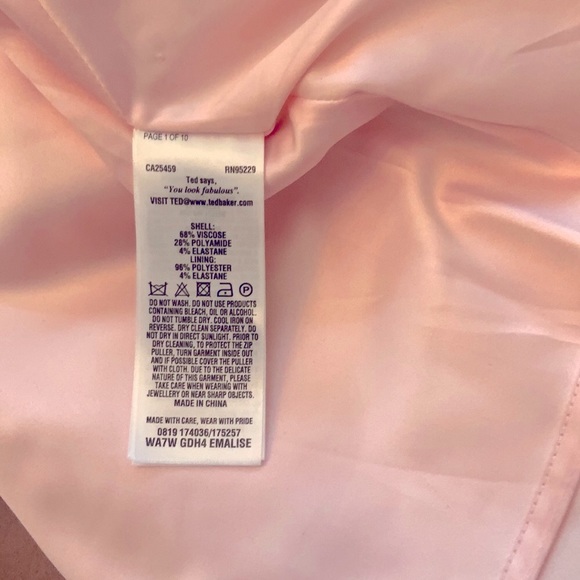 PAGE 1 OF 10
CA25459 RN95229
Ted says,
"You look fabulous".
VISIT TED@www.tedbaker.com
SHELL:
68% VISCOSE
28% POLYAMIDE
4% ELASTANE
LINING:
96% POLYESTER
4% ELASTANE
P
DO NOT WASH. DO NOT USE PRODUCTS
CONTAINING BLEACH, OIL OR ALCOHOL.
DO NOT TUMBLE DRY. COOL IRON ON
REVERSE. DRY CLEAN SEPARATELY. DO
NOT DRY IN DIRECT SUNLIGHT. PRIOR TO
DRY CLEANING, TO PROTECT THE ZIP
PULLER, TURN GARMENT INSIDE OUT
AND IF POSSIBLE COVER THE PULLER
WITH CLOTH. DUE TO THE DELICATE
NATURE OF THIS GARMENT, PLEASE
TAKE CARE WHEN WEARING WITH
JEWELLERY OR NEAR SHARP OBJECTS.
MADE IN CHINA
MADE WITH CARE, WEAR WITH PRIDE
0819 174036/175257
WA7W GDH4 EMALISE